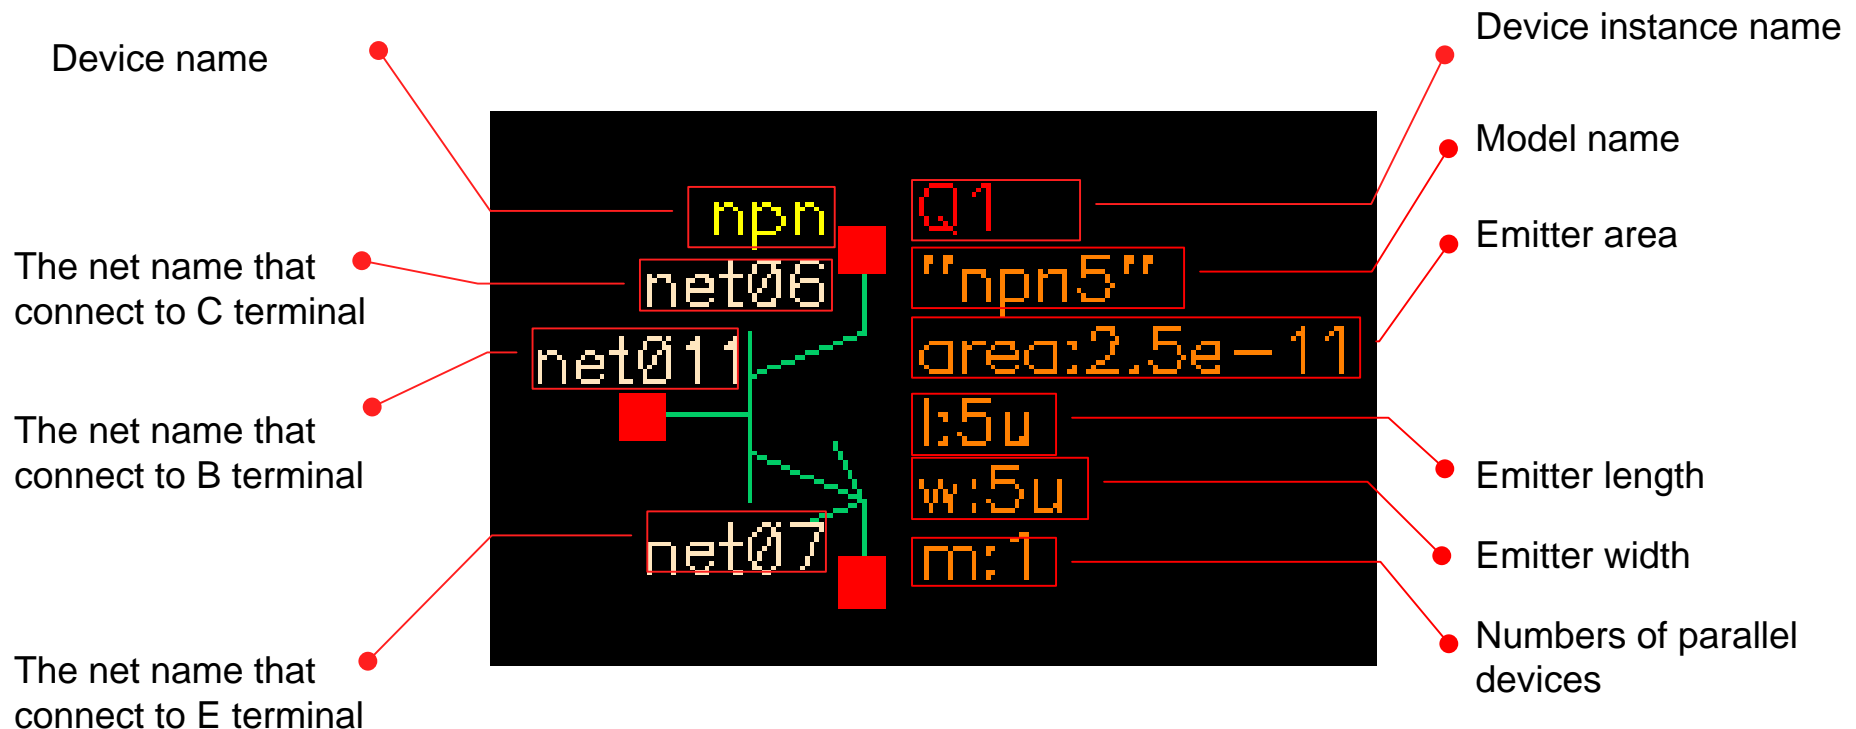 Device name
The net name that
connect to C terminal
The net name that
connect to B terminal
The net name that
connect to E terminal
npn
net06
net011
net07
Q1
"npn5"
area:2.5e-11
l:5u
w:5u
m:1
Device instance name
Model name
Emitter area
Emitter length
Emitter width
Numbers of parallel
devices